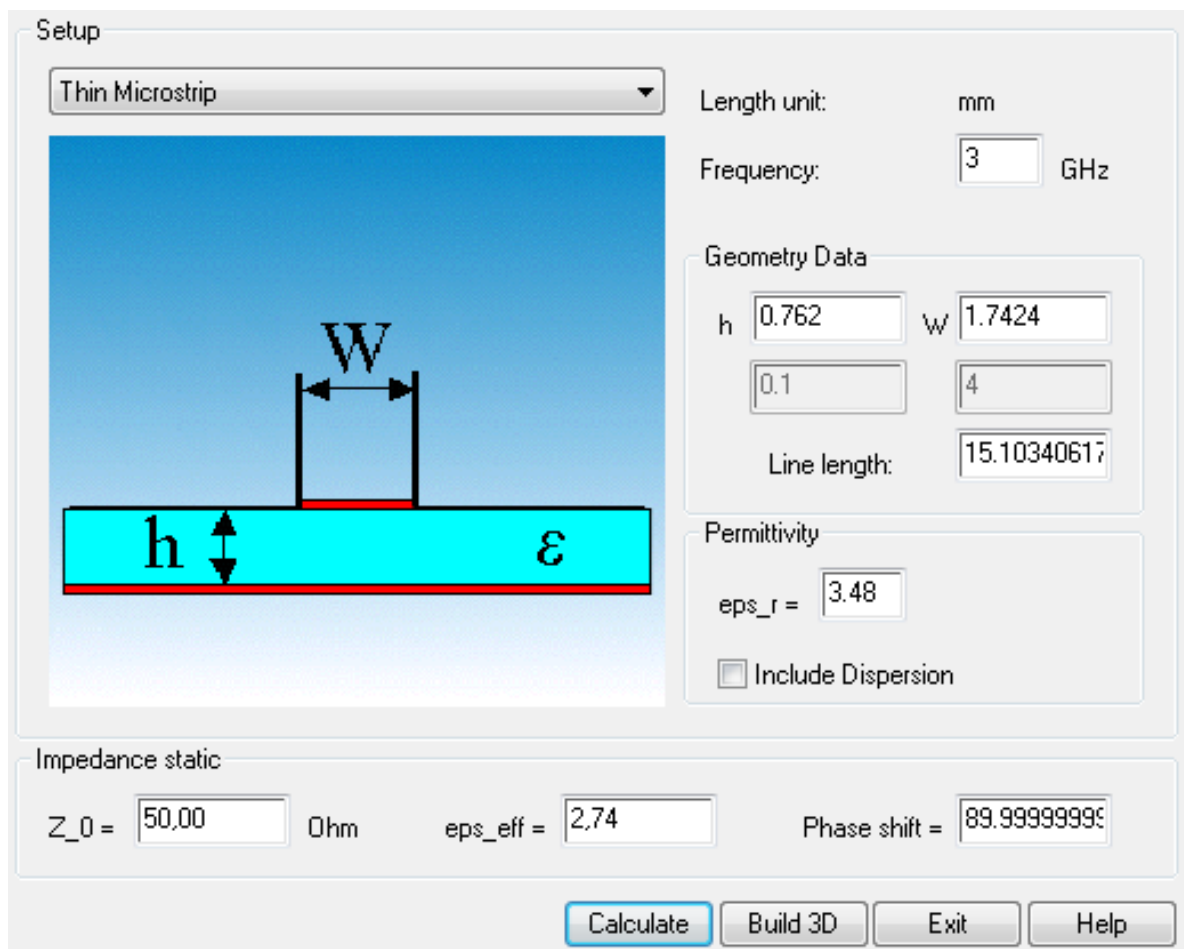 Setup
Thin Microstrip
Length unit: mm
Frequency: 3 GHz
Geometry Data
h 0.762 W 1.7424
0.1 4
Line length: 15.10340617
W
h ε
Permittivity
eps_r = 3.48
Include Dispersion
Impedance static
Z_0 = 50,00 Ohm eps_eff = 2,74 Phase shift = 89.99999999
Calculate Build 3D Exit Help